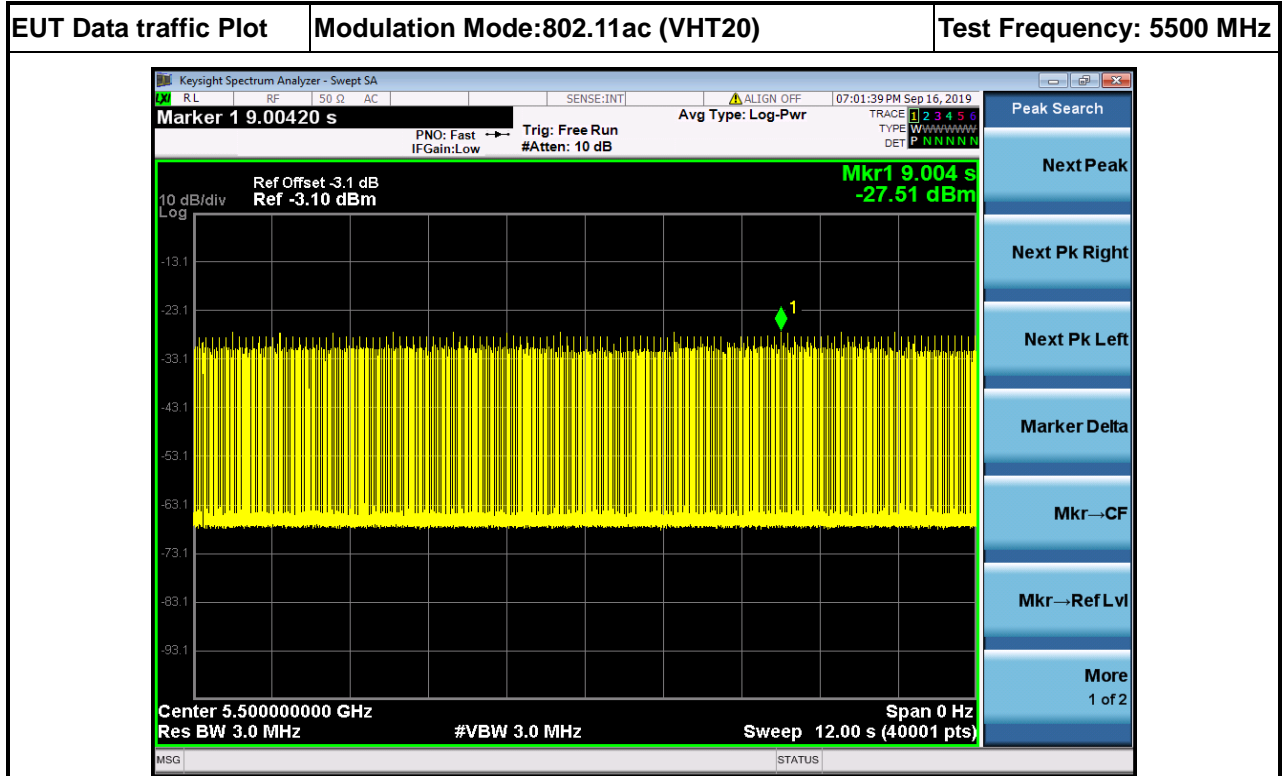 EUT Data traffic Plot Modulation Mode:802.11ac (VHT20) Test Frequency: 5500 MHz
Keysight Spectrum Analyzer - Swept SA
LXI RL RF 50 Ω AC SENSE:INT ALIGN OFF 07:01:39 PM Sep 16, 2019
Marker 1 9.00420 s
PNO: Fast
IFGain:Low
Trig: Free Run
#Atten: 10 dB
Avg Type: Log-Pwr
TRACE 1 2 3 4 5 6
TYPE WWWWWW
DET P N N N N N
Peak Search
Next Peak
Next Pk Right
Next Pk Left
Marker Delta
Mkr→CF
Mkr→Ref Lvl
More
1 of 2
Mkr1 9.004 s
-27.51 dBm
Ref Offset -3.1 dB
10 dB/div Ref -3.10 dBm
Log
-13.1
-23.1
-33.1
-43.1
-53.1
-63.1
-73.1
-83.1
-93.1
1
Center 5.500000000 GHz Span 0 Hz
Res BW 3.0 MHz #VBW 3.0 MHz Sweep 12.00 s (40001 pts)
MSG STATUS